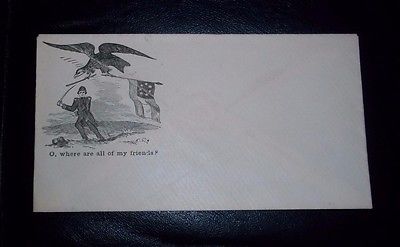 O, where are all of my friends?